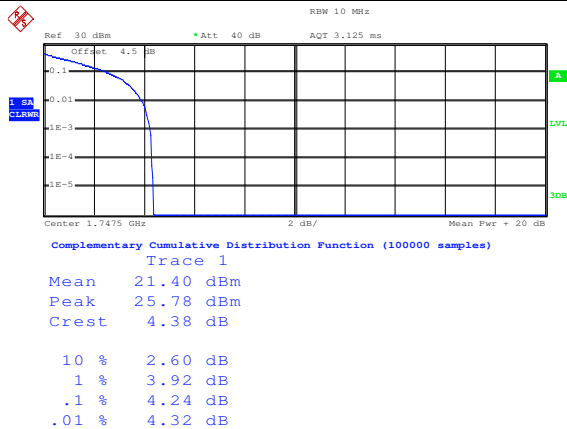 RBW 10 MHz
Ref 30 dBm *Att 40 dB AQT 3.125 ms
Offset 4.5 dB
0.1
A
0.01
1 SA
CLRWR
1E-3
LVL
1E-4
1E-5
3DB
Center 1.7475 GHz 2 dB/ Mean Pwr + 20 dB
Complementary Cumulative Distribution Function (100000 samples)
Trace 1
Mean 21.40 dBm
Peak 25.78 dBm
Crest 4.38 dB
10 % 2.60 dB
1 % 3.92 dB
.1 % 4.24 dB
.01 % 4.32 dB